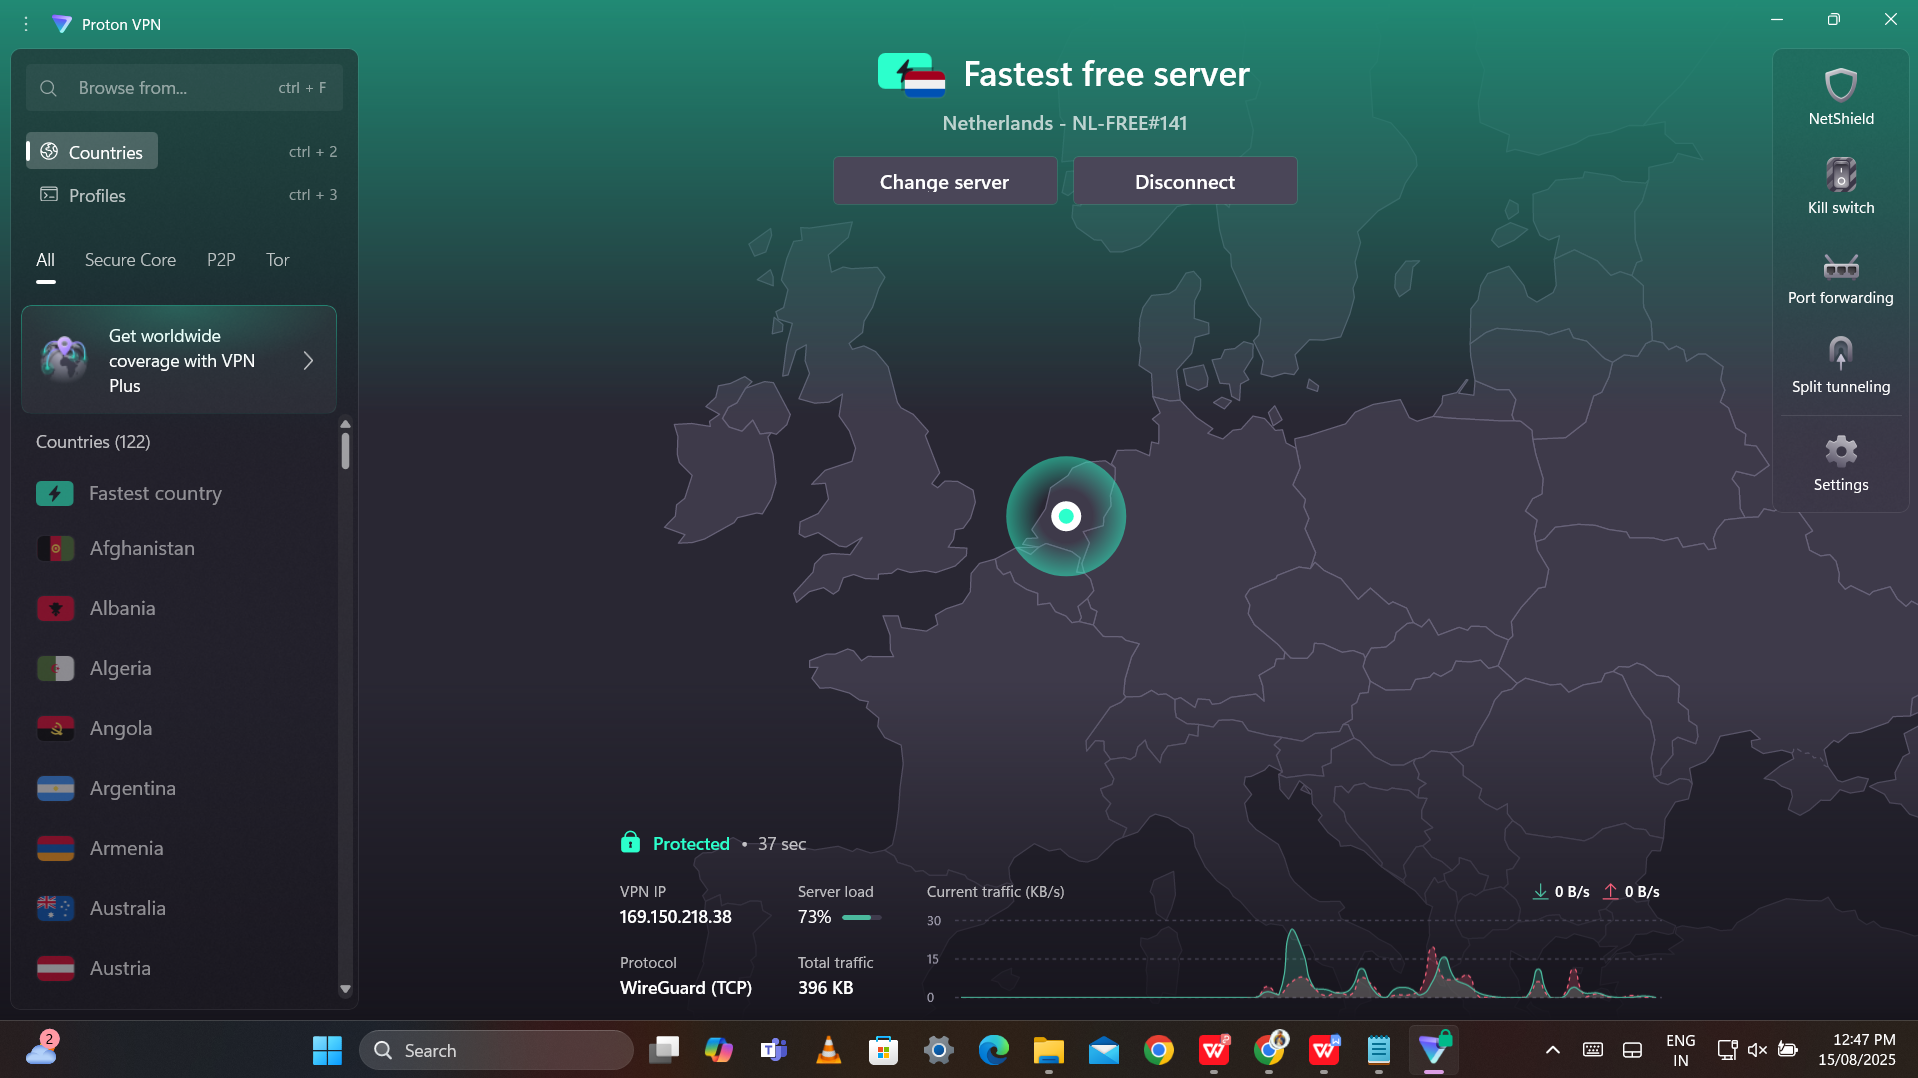 Proton VPN
Browse from...
ctrl + F
Countries
ctrl + 2
Profiles
ctrl + 3
All
Secure Core
P2P
Tor
Get worldwide
coverage with VPN
Plus
Countries (122)
Fastest country
Afghanistan
Albania
Algeria
Angola
Argentina
Armenia
Australia
Austria
Fastest free server
Netherlands - NL-FREE#141
Change server
Disconnect
Protected • 37 sec
VPN IP
169.150.218.38
Server load
73%
Protocol
WireGuard (TCP)
Total traffic
396 KB
Current traffic (KB/s)
0 B/s
0 B/s
30
15
0
NetShield
Kill switch
Port forwarding
Split tunneling
Settings
2
Search
ENG
IN
12:47 PM
15/08/2025